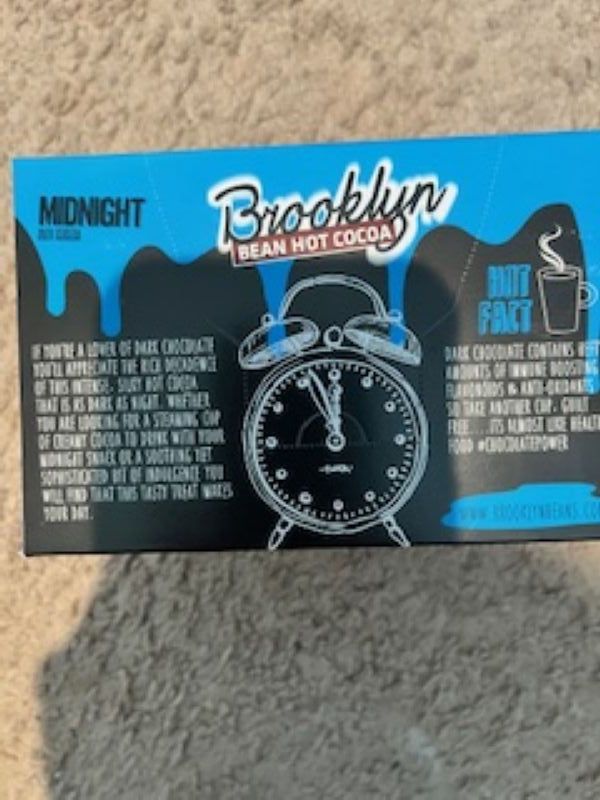 MIDNIGHT
Brooklyn
BEAN HOT COCOA
IF YOU'RE A LOVER OF DARK CHOCOLATE
YOU'LL APPRECIATE THE RICH DECADENCE
OF THIS INTENSE, SILKY HOT COCOA
THAT IS AS DARK AS NIGHT. WHETHER
YOU ARE LOOKING FOR A STEAMING CUP
OF CREAMY COCOA TO DRINK WITH YOUR
MIDNIGHT SNACK OR A SOOTHING YET
SOPHISTICATED BIT OF INDULGENCE YOU
WILL FIND THAT THIS TASTY TREAT MAKES
YOUR DAY.
HOT
FACT
DARK CHOCOLATE CONTAINS
AMOUNTS OF IMMUNE BOOSTING
FLAVONOIDS & ANTI-OXIDANTS
SO TAKE ANOTHER CUP, GUILT
FREE.....ITS ALMOST LIKE HEALTH
FOOD #CHOCOLATEPOWER
WWW.BROOKLYNBEANS.CO